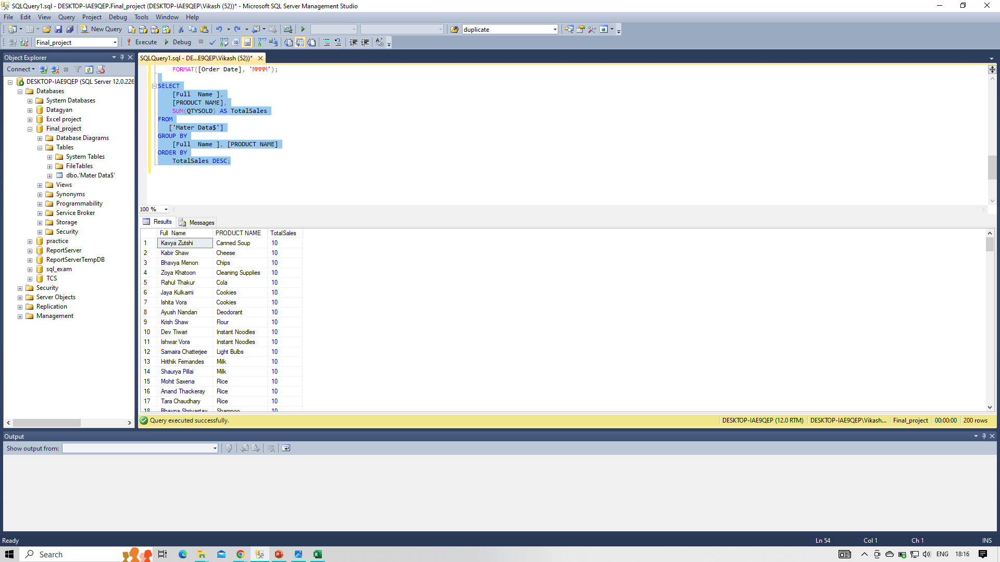 SQLQuery1.sql - DESKTOP-IAE9QEP.Final_project (DESKTOP-IAE9QEP\Vikash (52))* - Microsoft SQL Server Management Studio
File Edit View Query Project Debug Tools Window Help
New Query duplicate
Final_project Execute Debug
Object Explorer
Connect
DESKTOP-IAE9QEP (SQL Server 12.0.226
Databases
System Databases
Datagyan
Excel project
Final_project
Database Diagrams
Tables
System Tables
FileTables
dbo.'Mater Data$'
Views
Synonyms
Programmability
Service Broker
Storage
Security
practice
ReportServer
ReportServerTempDB
sql_exam
TCS
Security
Server Objects
Replication
Management
SQLQuery1.sql - DE...E9QEP\Vikash (52))*
FORMAT([Order Date], 'MMMM');
SELECT
[Full  Name ],
[PRODUCT NAME],
SUM(QTYSOLD) AS TotalSales
FROM
['Mater Data$']
GROUP BY
[Full  Name ], [PRODUCT NAME]
ORDER BY
TotalSales DESC;
100 %
Results Messages
Full  Name PRODUCT NAME TotalSales
1 Kavya Zutshi Canned Soup 10
2 Kabir Shaw Cheese 10
3 Bhavya Menon Chips 10
4 Zoya Khatoon Cleaning Supplies 10
5 Rahul Thakur Cola 10
6 Jaya Kulkarni Cookies 10
7 Ishita Vora Cookies 10
8 Ayush Nandan Deodorant 10
9 Krish Shaw Flour 10
10 Dev Tiwari Instant Noodles 10
11 Ishwar Vora Instant Noodles 10
12 Samaira Chatterjee Light Bulbs 10
13 Hrithik Fernandes Milk 10
14 Shaurya Pillai Milk 10
15 Mohit Saxena Rice 10
16 Anand Thackeray Rice 10
17 Tara Chaudhary Rice 10
18 Bhavna Shrivastav Shampoo 10
Query executed successfully. DESKTOP-IAE9QEP (12.0 RTM) DESKTOP-IAE9QEP\Vikash... Final_project 00:00:00 200 rows
Output
Show output from:
Ready Ln 54 Col 1 Ch 1 INS
Search ENG 18:16